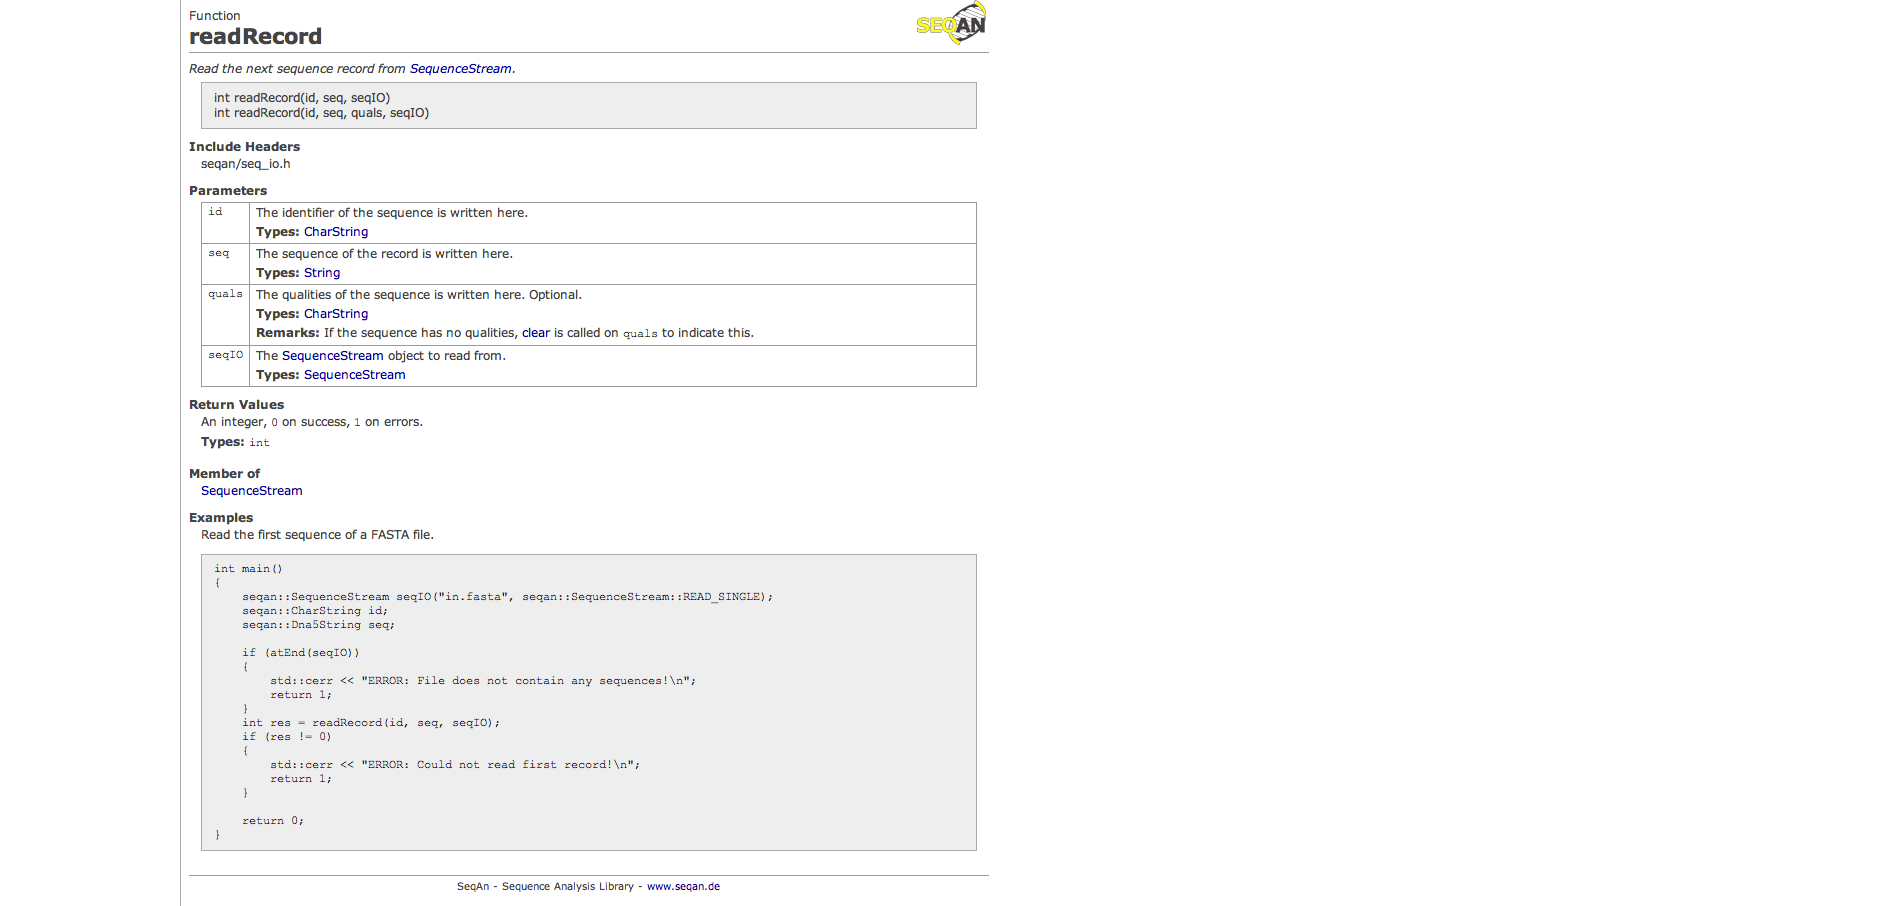 Function
readRecord
SEQAN
Read the next sequence record from SequenceStream.
int readRecord(id, seq, seqIO)
int readRecord(id, seq, quals, seqIO)
Include Headers
seqan/seq_io.h
Parameters
id
The identifier of the sequence is written here.
Types: CharString
seq
The sequence of the record is written here.
Types: String
quals
The qualities of the sequence is written here. Optional.
Types: CharString
Remarks: If the sequence has no qualities, clear is called on quals to indicate this.
seqIO
The SequenceStream object to read from.
Types: SequenceStream
Return Values
An integer, 0 on success, 1 on errors.
Types: int
Member of
SequenceStream
Examples
Read the first sequence of a FASTA file.
int main()
{
    seqan::SequenceStream seqIO("in.fasta", seqan::SequenceStream::READ_SINGLE);
    seqan::CharString id;
    seqan::Dna5String seq;
    if (atEnd(seqIO))
    {
        std::cerr << "ERROR: File does not contain any sequences!\n";
        return 1;
    }
    int res = readRecord(id, seq, seqIO);
    if (res != 0)
    {
        std::cerr << "ERROR: Could not read first record!\n";
        return 1;
    }
    return 0;
}
SeqAn - Sequence Analysis Library - www.seqan.de